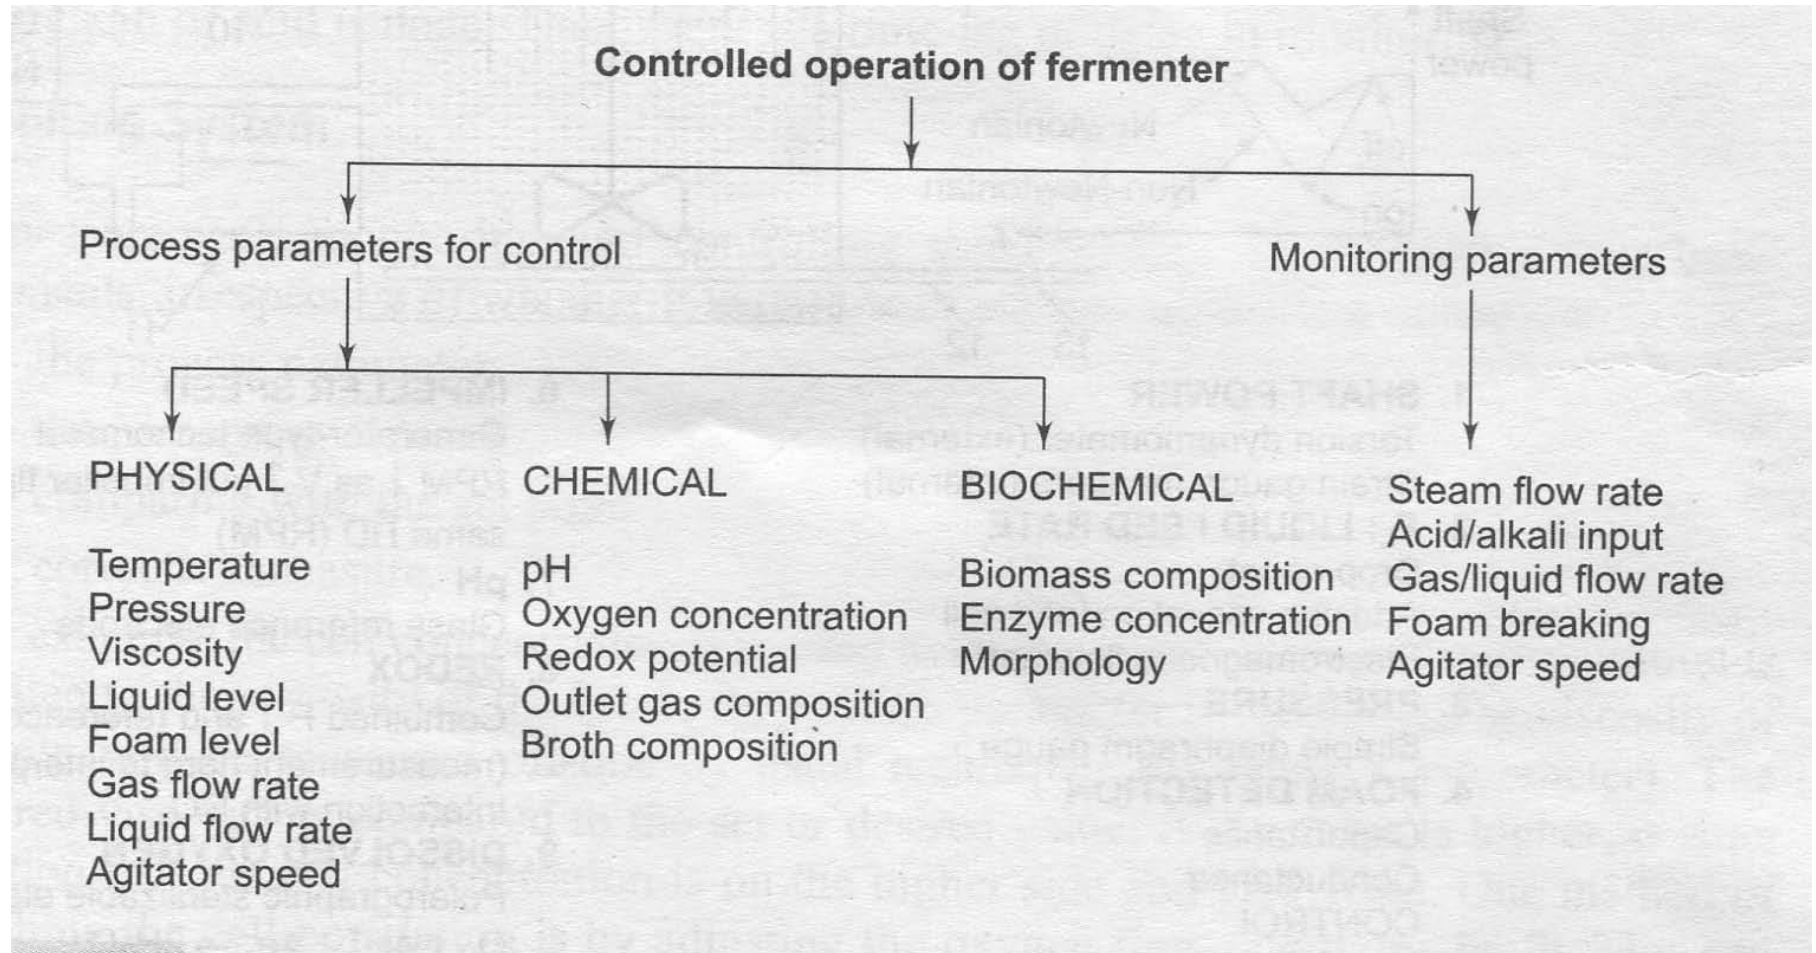 Controlled operation of fermenter
Process parameters for control
Monitoring parameters
PHYSICAL
Temperature
Pressure
Viscosity
Liquid level
Foam level
Gas flow rate
Liquid flow rate
Agitator speed
CHEMICAL
pH
Oxygen concentration
Redox potential
Outlet gas composition
Broth composition
BIOCHEMICAL
Biomass composition
Enzyme concentration
Morphology
Steam flow rate
Acid/alkali input
Gas/liquid flow rate
Foam breaking
Agitator speed